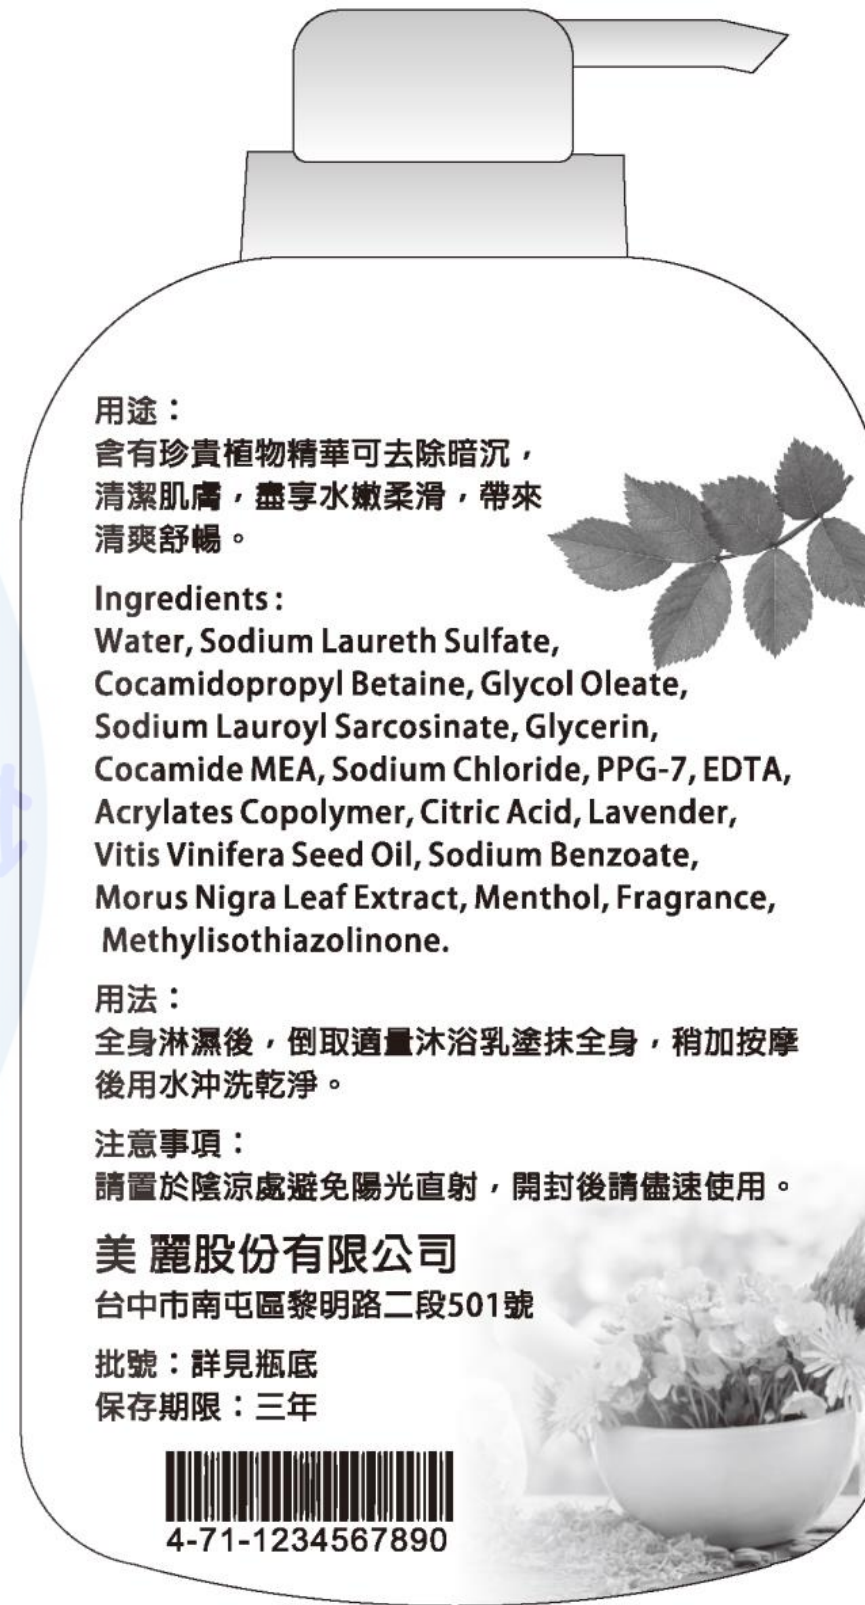 用途：
含有珍貴植物精華可去除暗沉，
清潔肌膚，盡享水嫩柔滑，帶來
清爽舒暢。
Ingredients:
Water, Sodium Laureth Sulfate,
Cocamidopropyl Betaine, Glycol Oleate,
Sodium Lauroyl Sarcosinate, Glycerin,
Cocamide MEA, Sodium Chloride, PPG-7, EDTA,
Acrylates Copolymer, Citric Acid, Lavender,
Vitis Vinifera Seed Oil, Sodium Benzoate,
Morus Nigra Leaf Extract, Menthol, Fragrance,
Methylisothiazolinone.
用法：
全身淋濕後，倒取適量沐浴乳塗抹全身，稍加按摩
後用水沖洗乾淨。
注意事項：
請置於陰涼處避免陽光直射，開封後請儘速使用。
美 麗股份有限公司
台中市南屯區黎明路二段501號
批號：詳見瓶底
保存期限：三年
4-71-1234567890